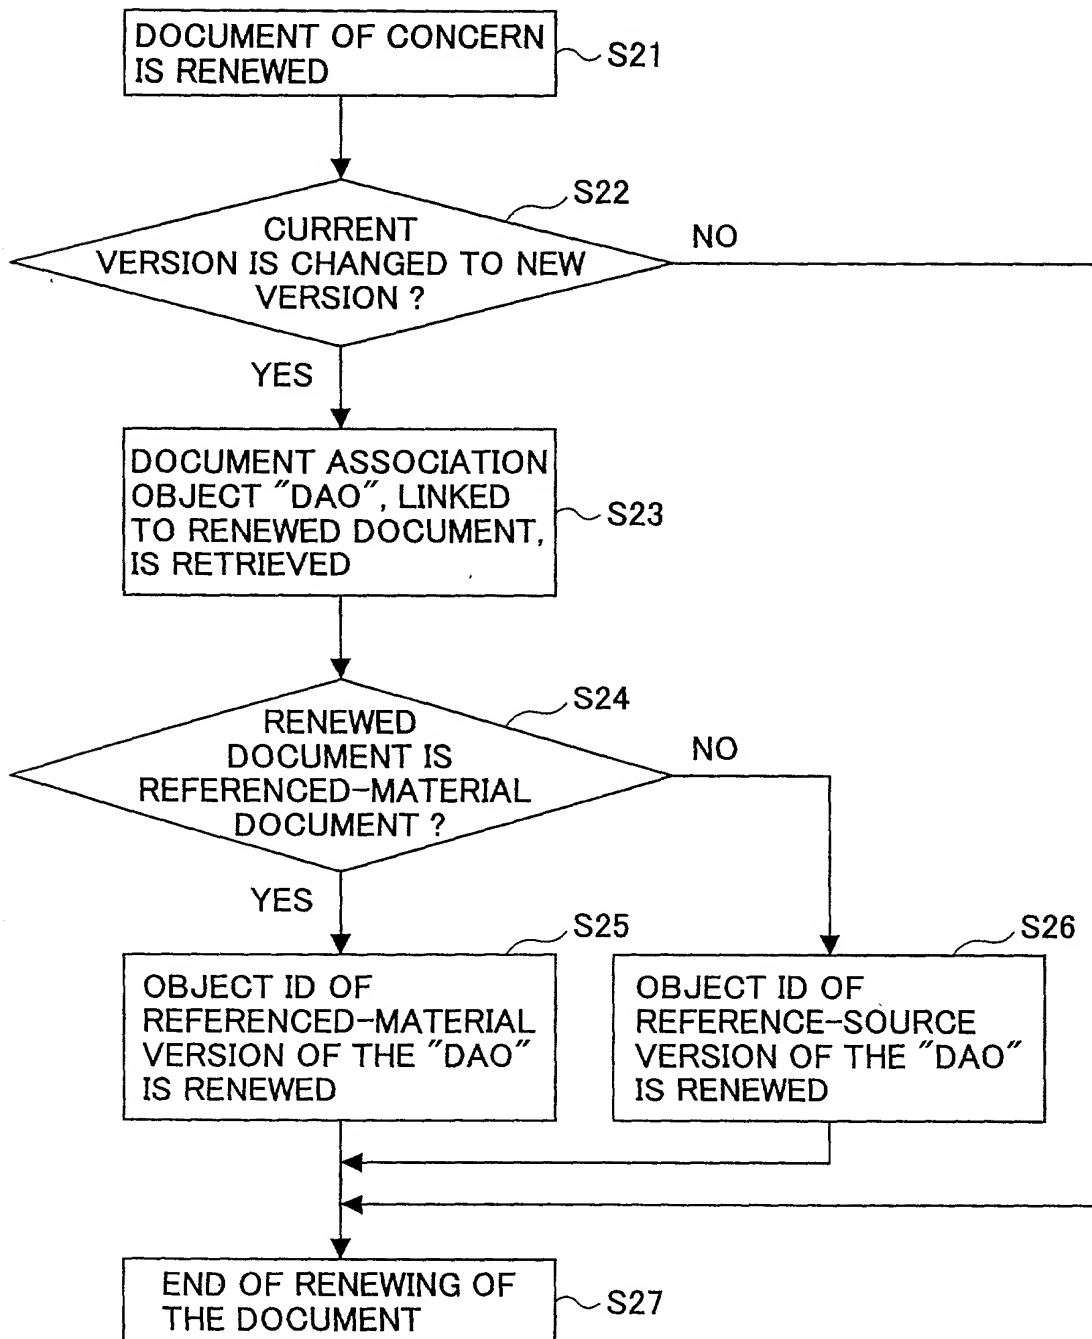 DOCUMENT OF CONCERN
IS RENEWED
S21
S22
CURRENT
VERSION IS CHANGED TO NEW
VERSION ?
NO
YES
DOCUMENT ASSOCIATION
OBJECT "DAO", LINKED
TO RENEWED DOCUMENT,
IS RETRIEVED
S23
S24
RENEWED
DOCUMENT IS
REFERENCED-MATERIAL
DOCUMENT ?
NO
YES
S25
OBJECT ID OF
REFERENCED-MATERIAL
VERSION OF THE "DAO"
IS RENEWED
S26
OBJECT ID OF
REFERENCE-SOURCE
VERSION OF THE "DAO"
IS RENEWED
END OF RENEWING OF
THE DOCUMENT
S27